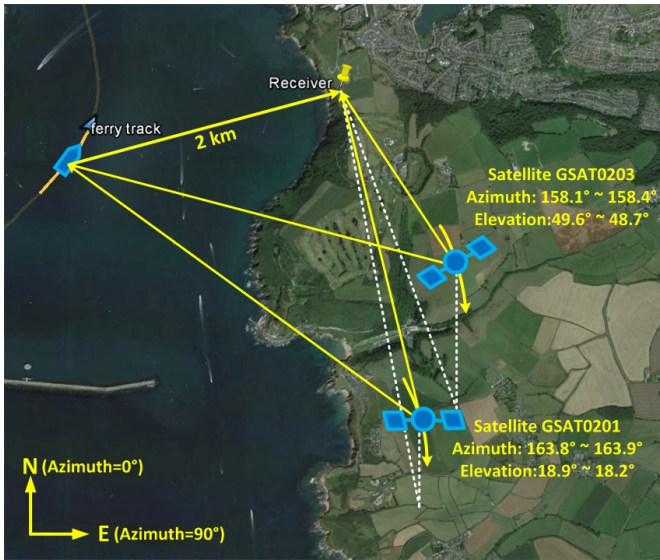 Receiver
ferry track
2 km
Satellite GSAT0203
Azimuth: 158.1° ~ 158.4°
Elevation:49.6° ~ 48.7°
Satellite GSAT0201
Azimuth: 163.8° ~ 163.9°
Elevation:18.9° ~ 18.2°
N (Azimuth=0°)
E (Azimuth=90°)